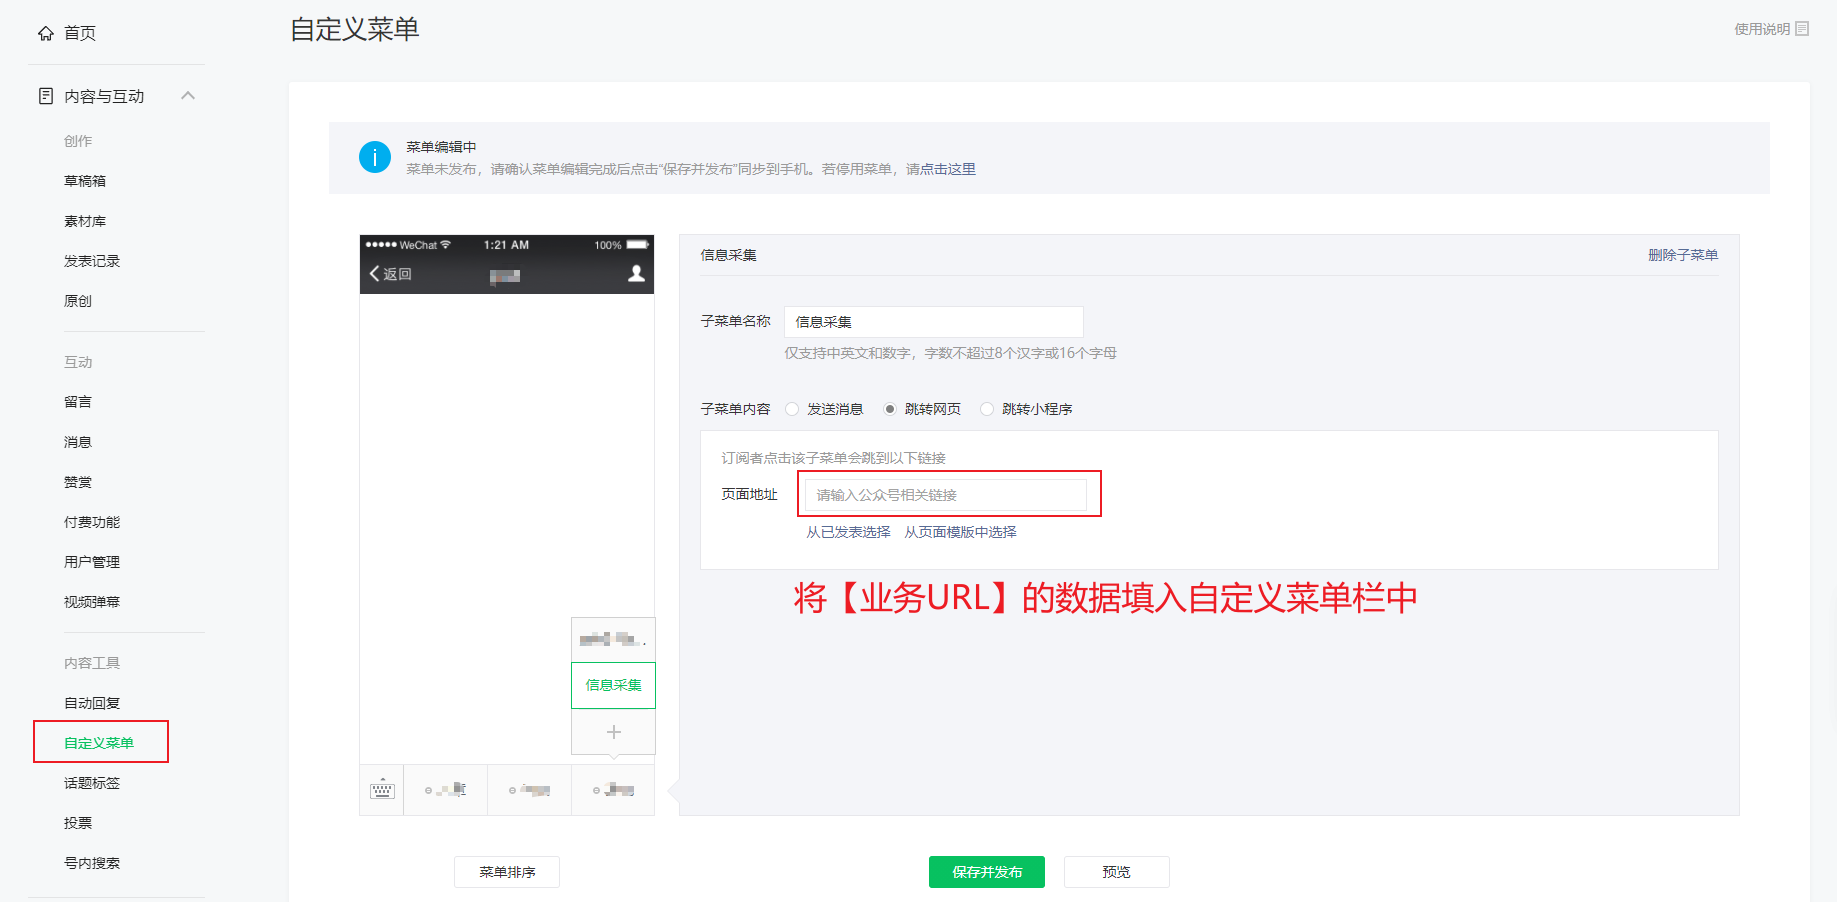 首页
内容与互动
创作
草稿箱
素材库
发表记录
原创
互动
留言
消息
赞赏
付费功能
用户管理
视频弹幕
内容工具
自动回复
自定义菜单
话题标签
投票
号内搜索
自定义菜单
使用说明
菜单编辑中
菜单未发布，请确认菜单编辑完成后点击“保存并发布”同步到手机。若停用菜单，请点击这里
WeChat 1:21 AM 100%
返回
信息采集
信息采集 删除子菜单
子菜单名称 信息采集
仅支持中英文和数字，字数不超过8个汉字或16个字母
子菜单内容 发送消息 跳转网页 跳转小程序
订阅者点击该子菜单会跳到以下链接
页面地址 请输入公众号相关链接
从已发表选择 从页面模版中选择
将【业务URL】的数据填入自定义菜单栏中
菜单排序 保存并发布 预览